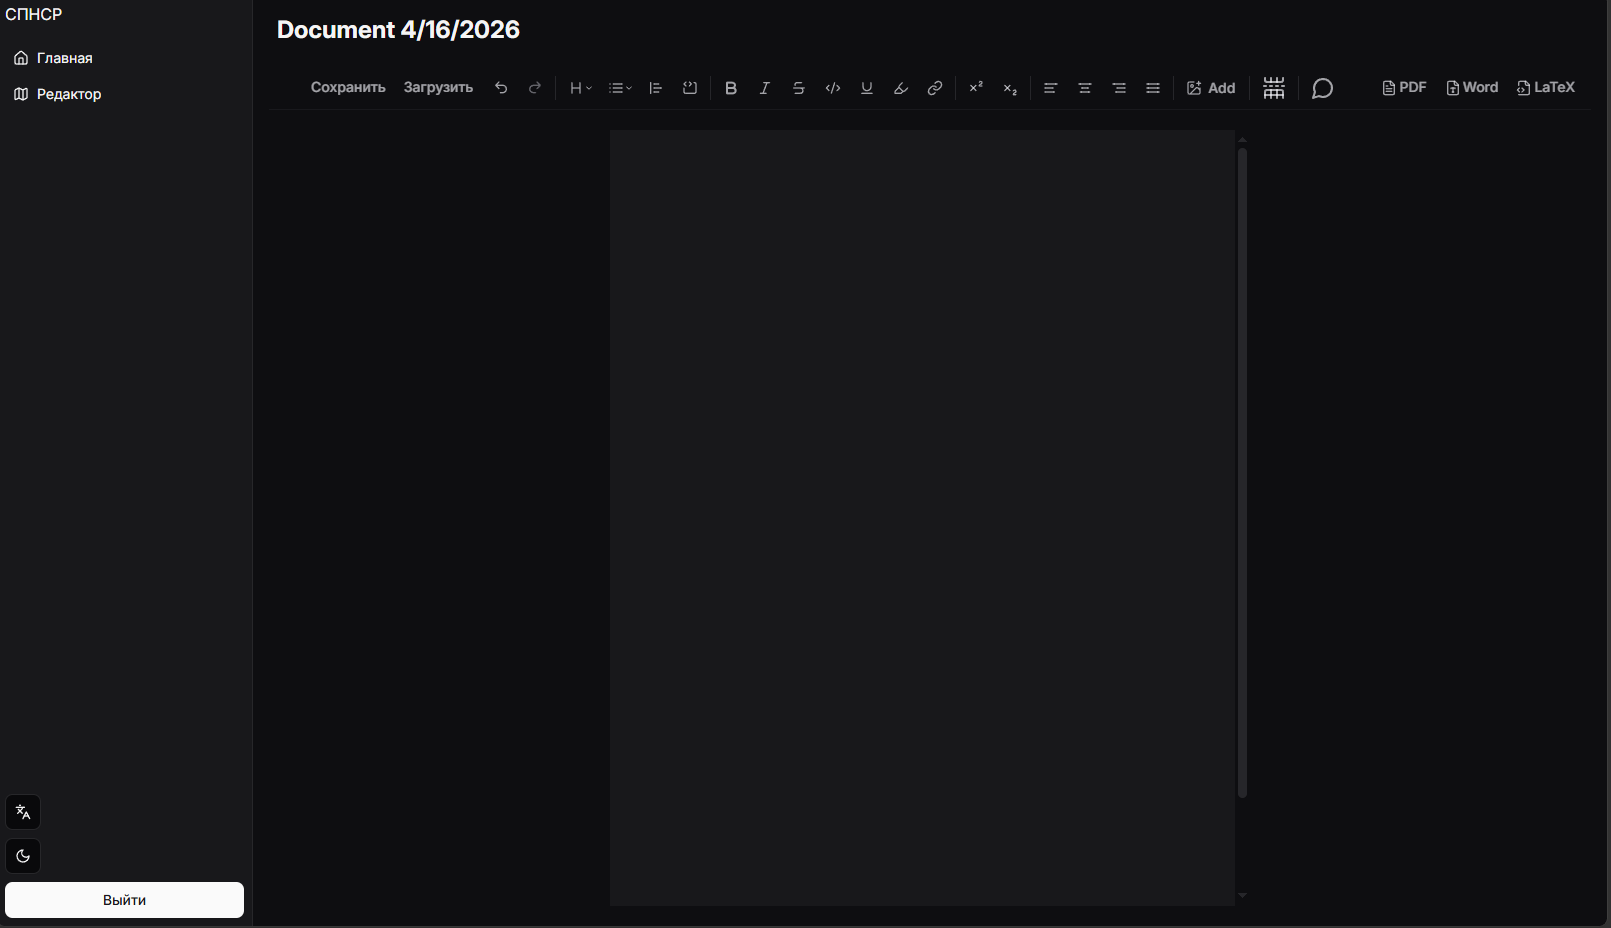 СПНСР
Главная
Редактор
Document 4/16/2026
Сохранить Загрузить H B I S U x² x₂ Add PDF Word LaTeX
Выйти